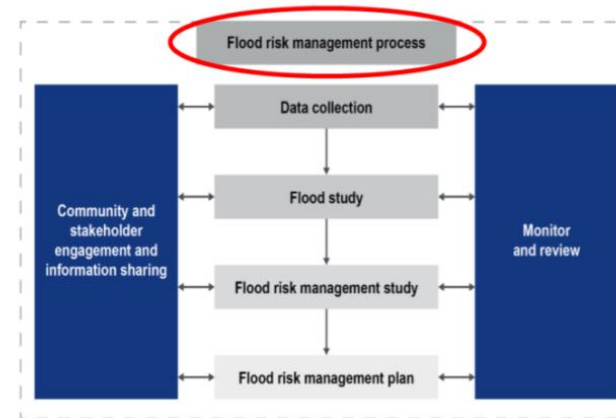 Flood risk management process
Data collection
Flood study
Community and
stakeholder
engagement and
information sharing
Monitor
and review
Flood risk management study
Flood risk management plan